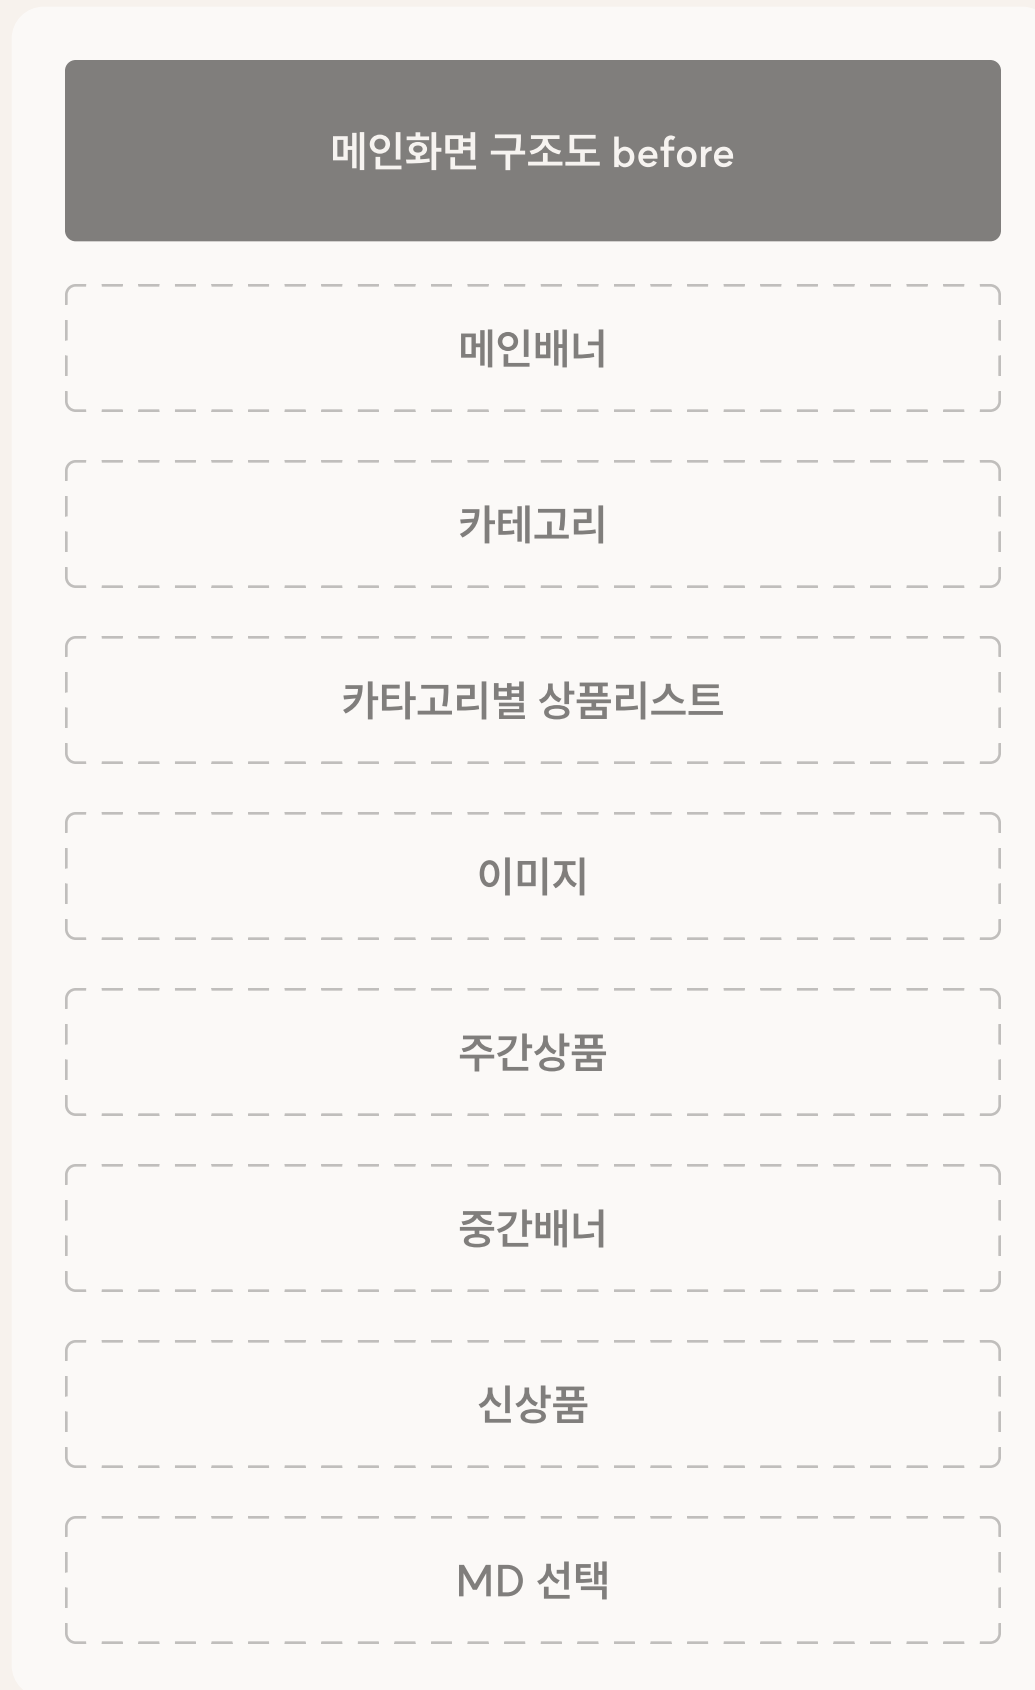 메인화면 구조도 before
메인배너
카테고리
카타고리별 상품리스트
이미지
주간상품
중간배너
신상품
MD 선택